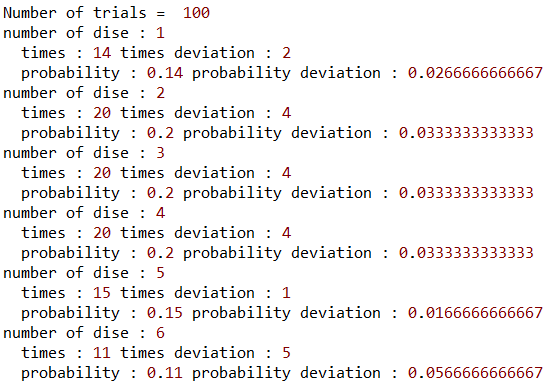 Number of trials =  100
number of dise : 1
  times : 14 times deviation : 2
  probability : 0.14 probability deviation : 0.0266666666667
number of dise : 2
  times : 20 times deviation : 4
  probability : 0.2 probability deviation : 0.0333333333333
number of dise : 3
  times : 20 times deviation : 4
  probability : 0.2 probability deviation : 0.0333333333333
number of dise : 4
  times : 20 times deviation : 4
  probability : 0.2 probability deviation : 0.0333333333333
number of dise : 5
  times : 15 times deviation : 1
  probability : 0.15 probability deviation : 0.0166666666667
number of dise : 6
  times : 11 times deviation : 5
  probability : 0.11 probability deviation : 0.0566666666667